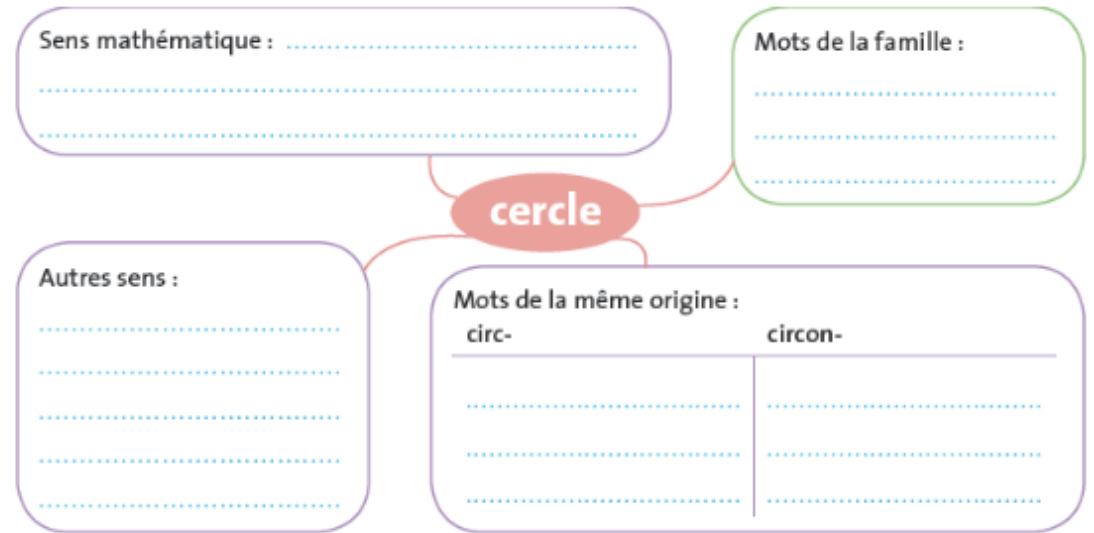 Sens mathématique :
Mots de la famille :
cercle
Autres sens :
Mots de la même origine :
circ- circon-